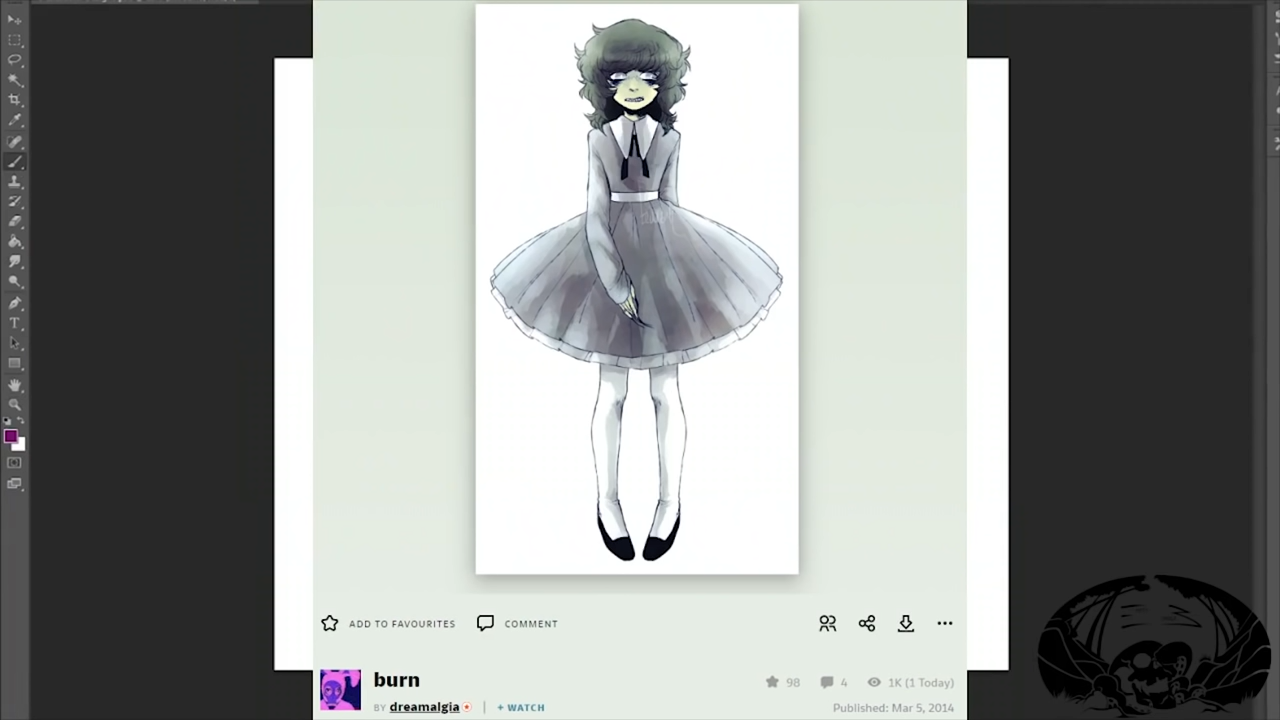 ADD TO FAVOURITES COMMENT
burn 98 4 1K (1 Today)
BY dreamalgia | + WATCH Published: Mar 5, 2014